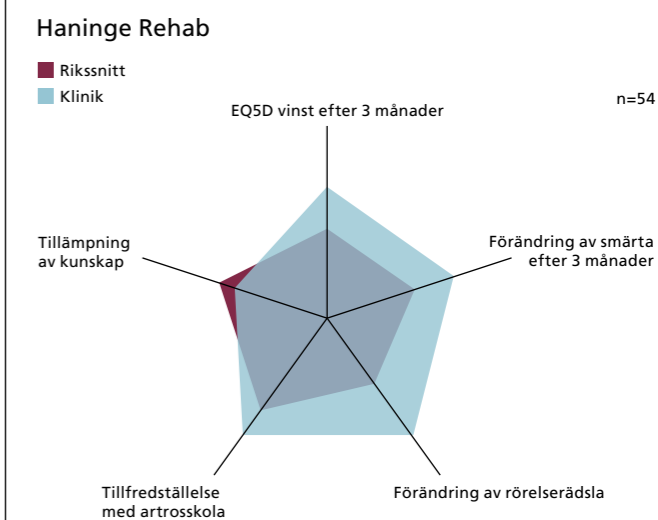 Haninge Rehab
Rikssnitt
Klinik
n=54
EQ5D vinst efter 3 månader
Tillämpning
av kunskap
Förändring av smärta
efter 3 månader
Tillfredställelse
med artrosskola
Förändring av rörelserädsla